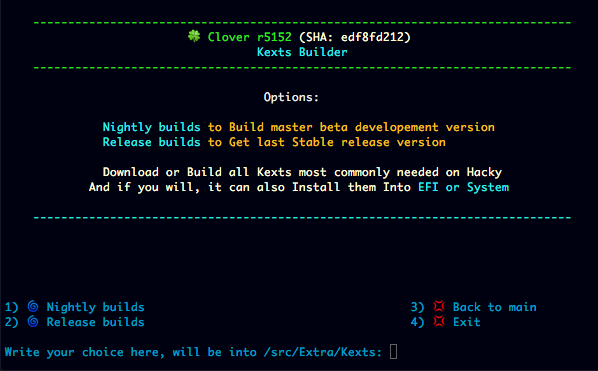 🍀 Clover r5152 (SHA: edf8fd212)
Kexts Builder
Options:
Nightly builds to Build master beta developement version
Release builds to Get last Stable release version
Download or Build all Kexts most commonly needed on Hacky
And if you will, it can also Install them Into EFI or System
1) 🌀 Nightly builds 3) 💢 Back to main
2) 🌀 Release builds 4) 💢 Exit
Write your choice here, will be into /src/Extra/Kexts: